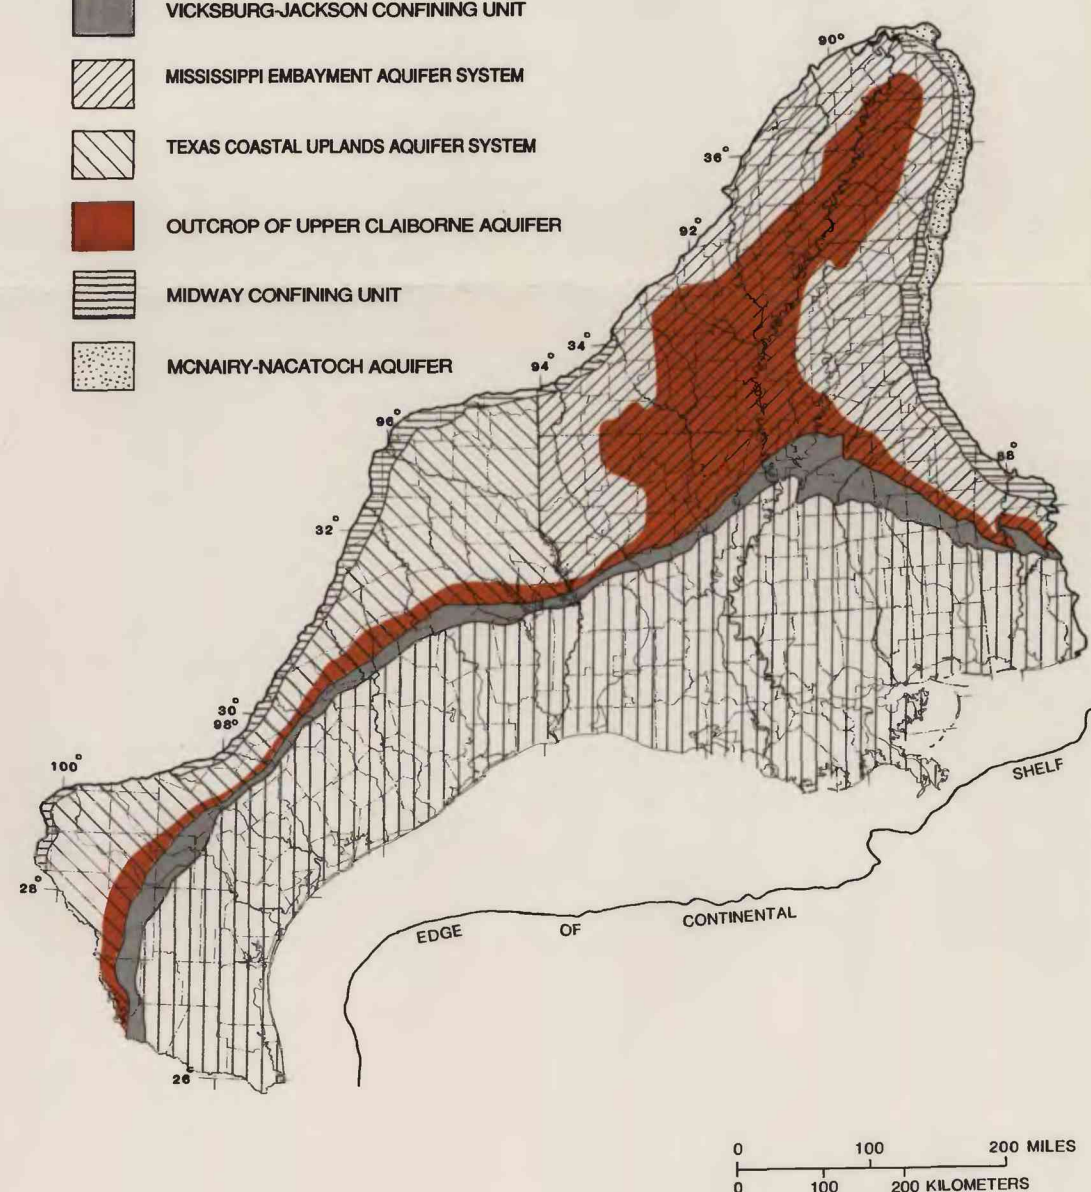 VICKSBURG-JACKSON CONFINING UNIT
MISSISSIPPI EMBAYMENT AQUIFER SYSTEM
TEXAS COASTAL UPLANDS AQUIFER SYSTEM
OUTCROP OF UPPER CLAIBORNE AQUIFER
MIDWAY CONFINING UNIT
MCNAIRY-NACATOCH AQUIFER
90°
36°
92°
34°
94°
96°
88°
32°
30°
98°
100°
28°
26°
SHELF
EDGE OF CONTINENTAL
0 100 200 MILES
0 100 200 KILOMETERS